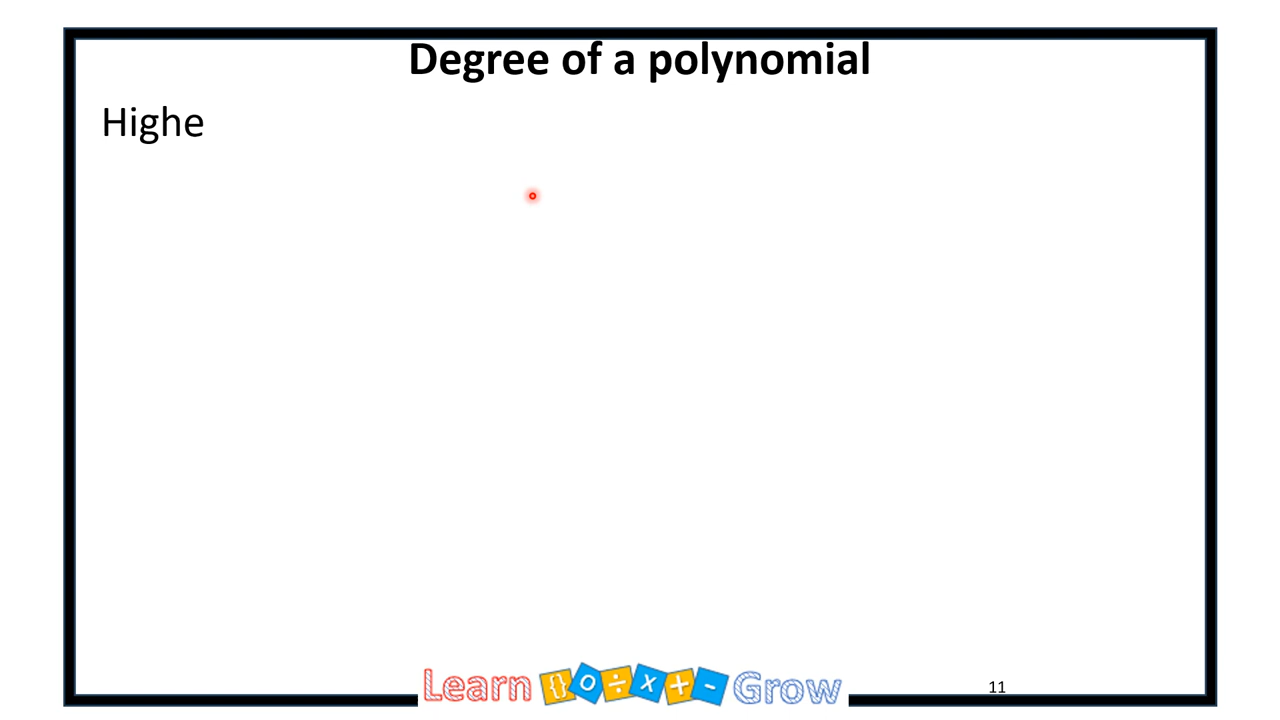 Degree of a polynomial
Highe
Learn {} o ÷ x + - Grow
11